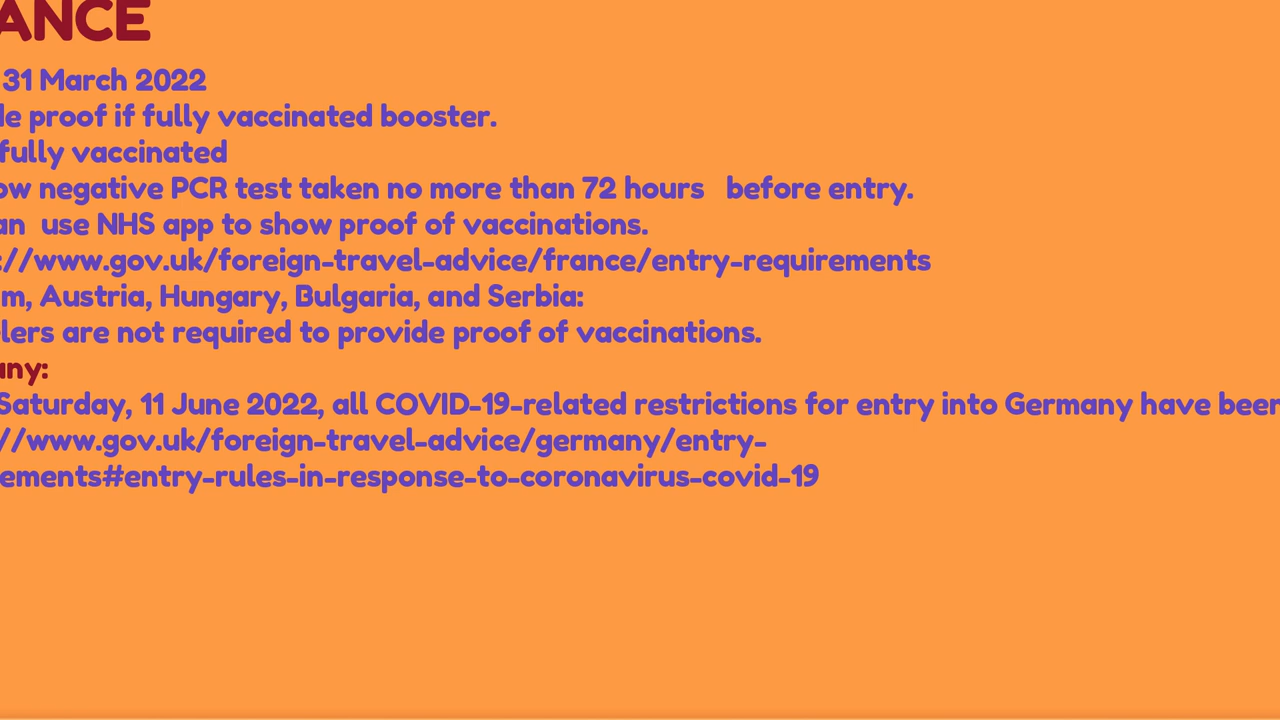 ANCE
31 March 2022
de proof if fully vaccinated booster.
fully vaccinated
ow negative PCR test taken no more than 72 hours before entry.
an use NHS app to show proof of vaccinations.
://www.gov.uk/foreign-travel-advice/france/entry-requirements
m, Austria, Hungary, Bulgaria, and Serbia:
lers are not required to provide proof of vaccinations.
any:
Saturday, 11 June 2022, all COVID-19-related restrictions for entry into Germany have been
//www.gov.uk/foreign-travel-advice/germany/entry-
ements#entry-rules-in-response-to-coronavirus-covid-19